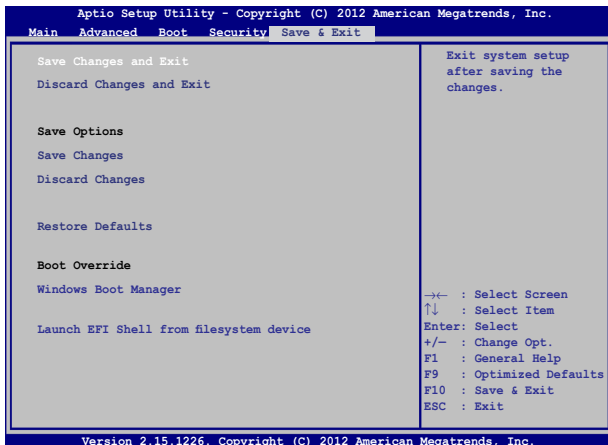 Aptio Setup Utility - Copyright (C) 2012 American Megatrends, Inc.
Main Advanced Boot Security Save & Exit
Save Changes and Exit
Discard Changes and Exit
Save Options
Save Changes
Discard Changes
Restore Defaults
Boot Override
Windows Boot Manager
Launch EFI Shell from filesystem device
Exit system setup
after saving the
changes.
→← : Select Screen
↑↓ : Select Item
Enter: Select
+/— : Change Opt.
F1 : General Help
F9 : Optimized Defaults
F10 : Save & Exit
ESC : Exit
Version 2.15.1226. Copyright (C) 2012 American Megatrends, Inc.